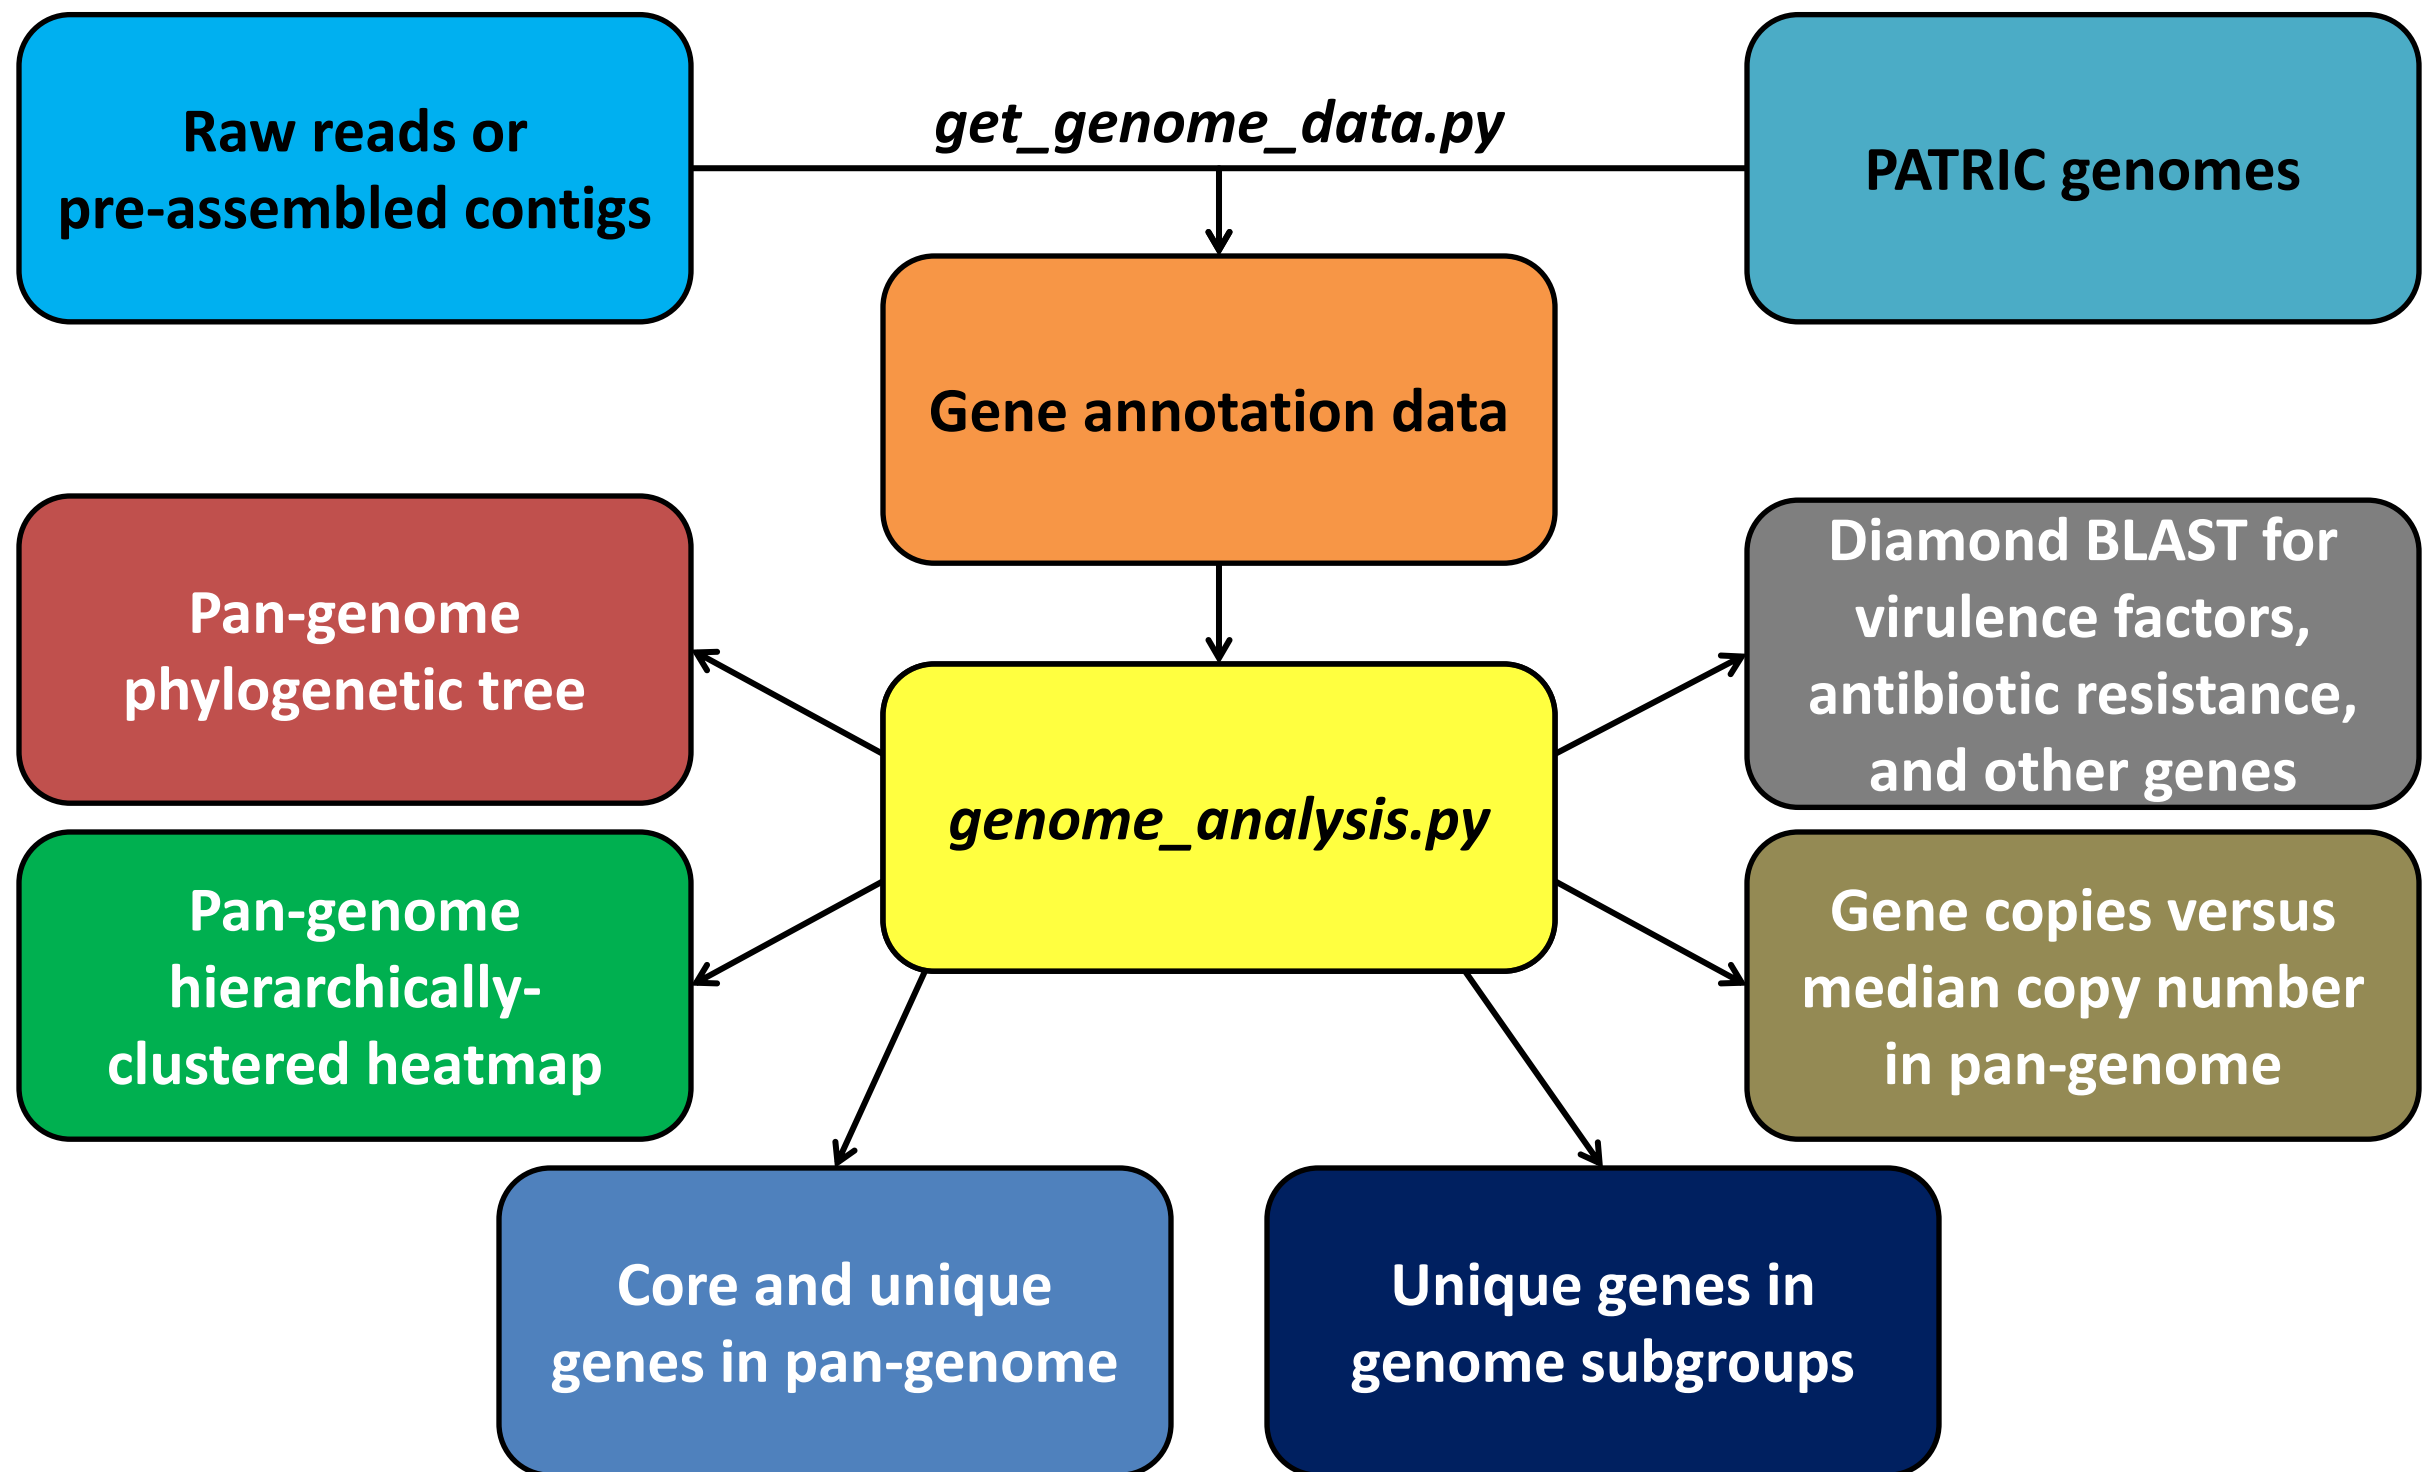 Raw reads or
pre-assembled contigs
get_genome_data.py
PATRIC genomes
Gene annotation data
Pan-genome
phylogenetic tree
Diamond BLAST for
virulence factors,
antibiotic resistance,
and other genes
genome_analysis.py
Pan-genome
hierarchically-
clustered heatmap
Gene copies versus
median copy number
in pan-genome
Core and unique
genes in pan-genome
Unique genes in
genome subgroups